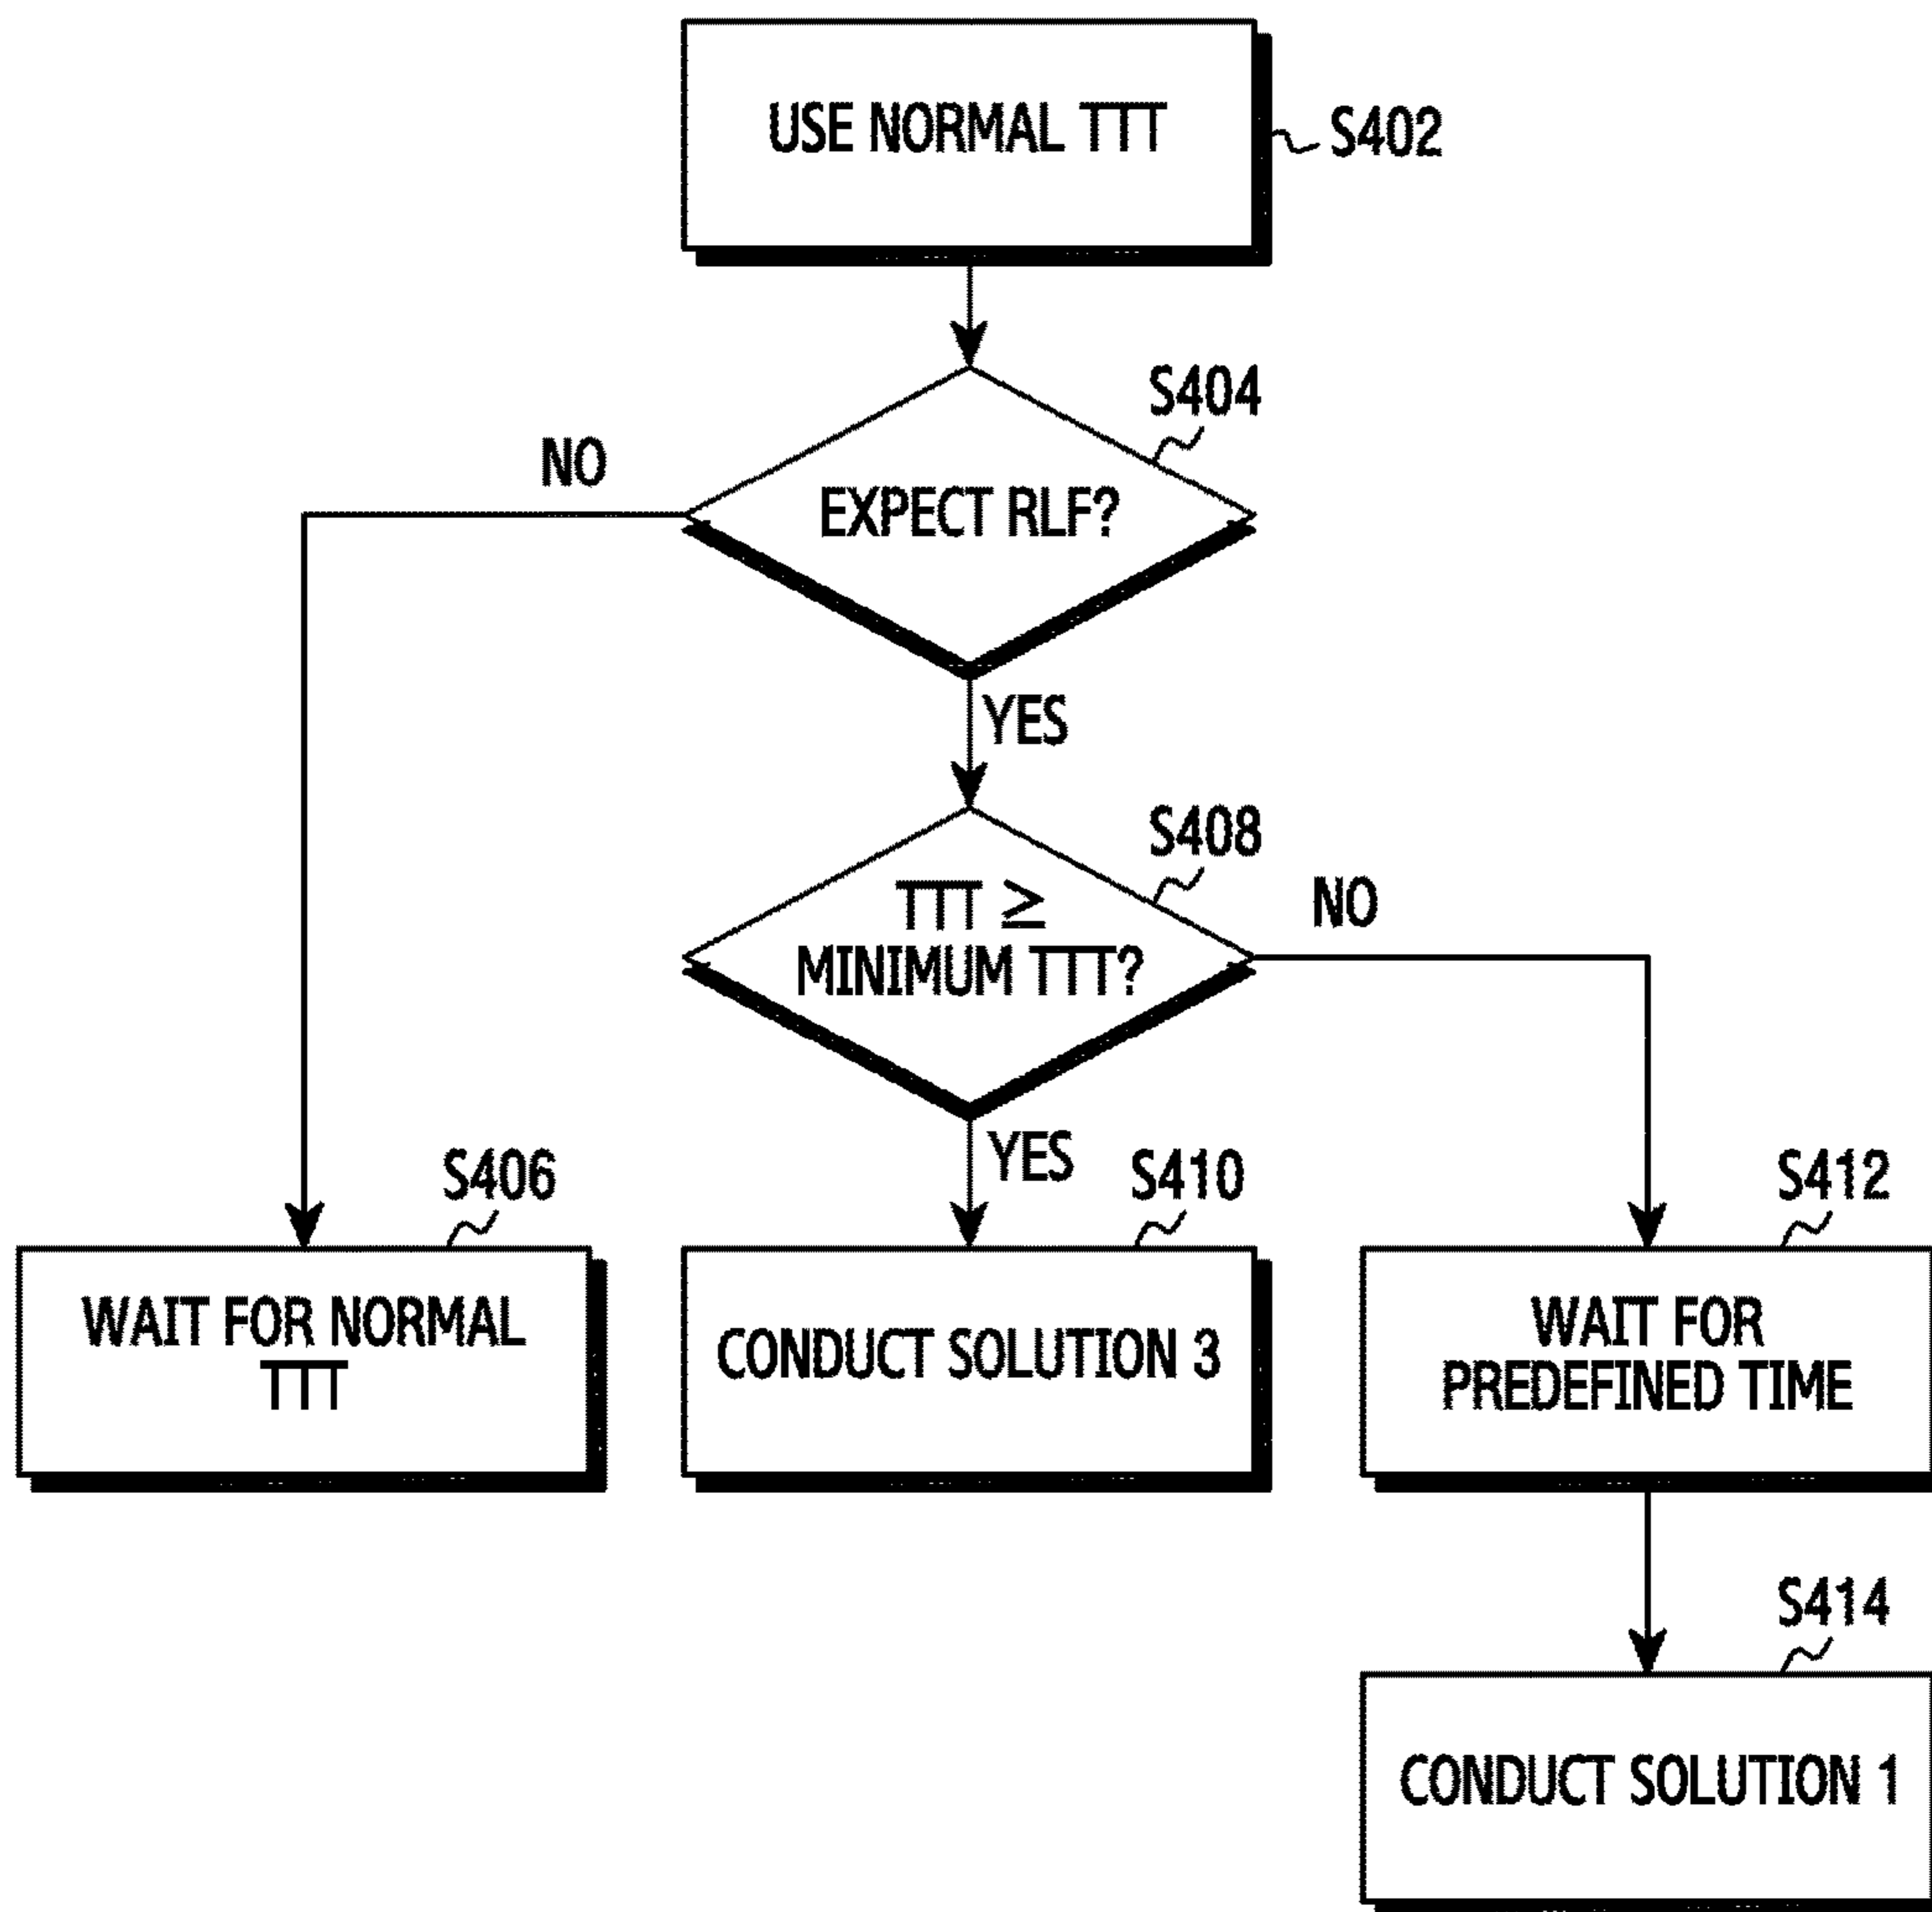 USE NORMAL TTT
S402
S404
NO
EXPECT RLF?
YES
S408
TTT ≥
MINIMUM TTT?
NO
YES
S406
S410
S412
WAIT FOR NORMAL
TTT
CONDUCT SOLUTION 3
WAIT FOR
PREDEFINED TIME
S414
CONDUCT SOLUTION 1